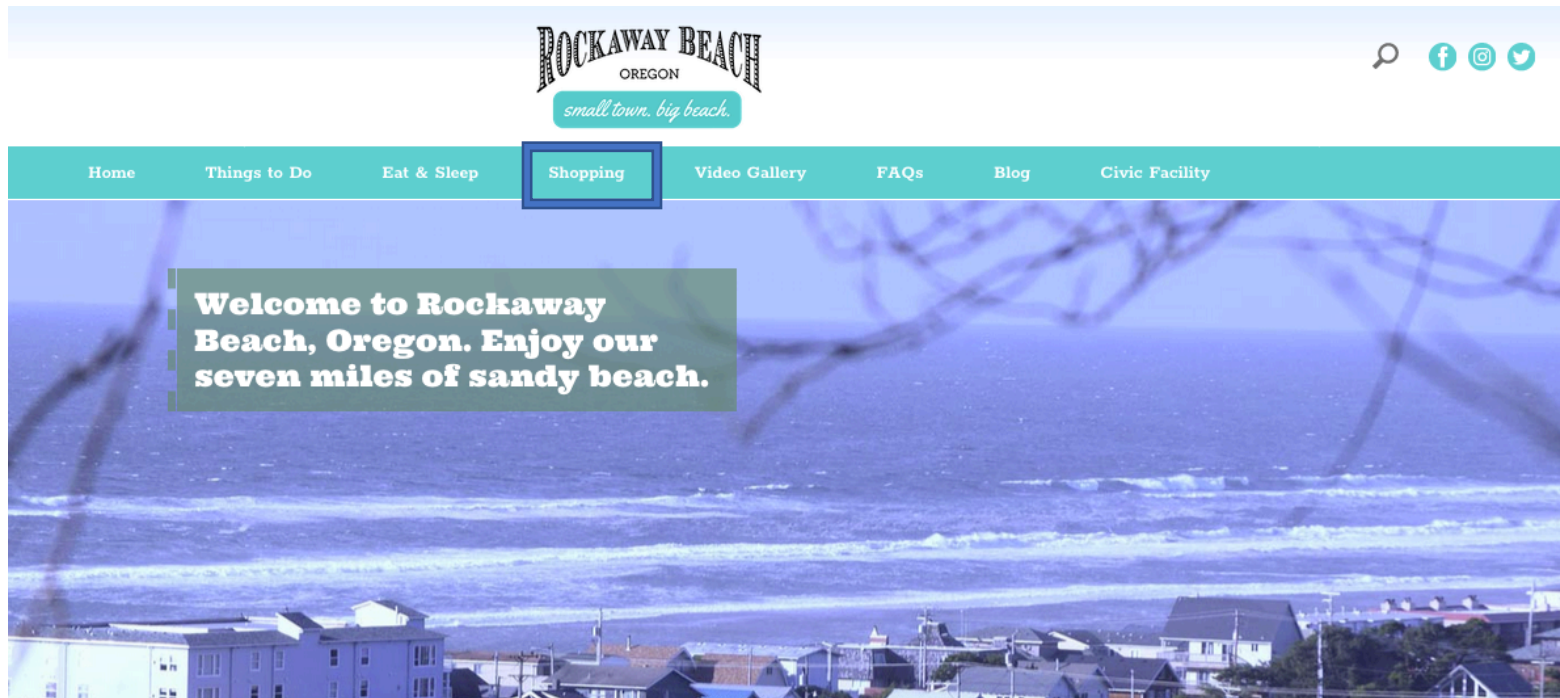 ROCKAWAY BEACH
OREGON
small town. big beach.
Home Things to Do Eat & Sleep Shopping Video Gallery FAQs Blog Civic Facility
Welcome to Rockaway
Beach, Oregon. Enjoy our
seven miles of sandy beach.